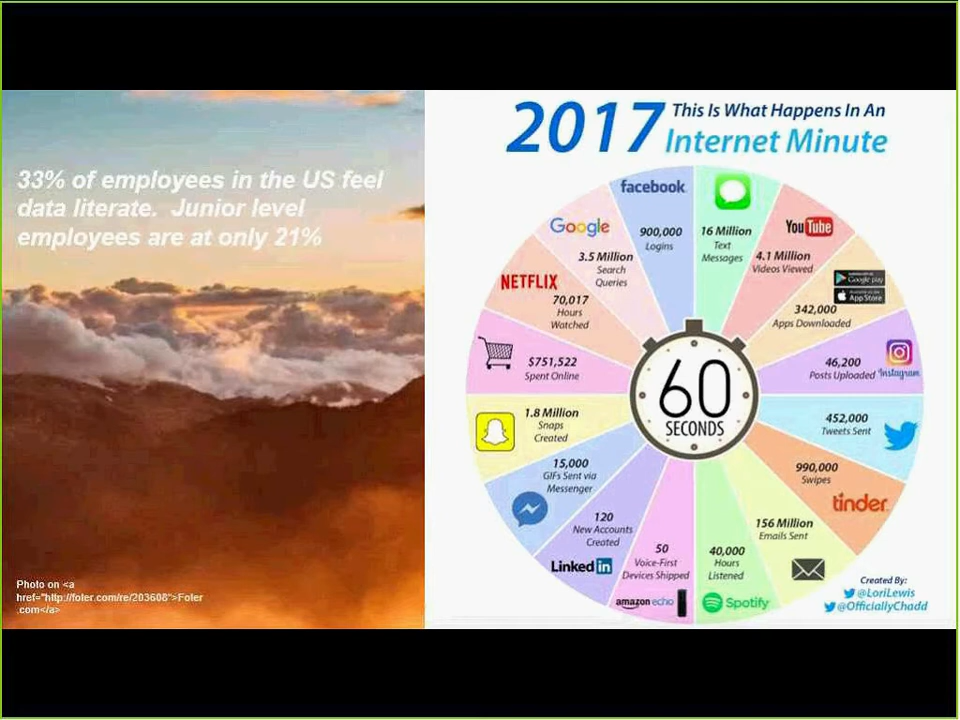 33% of employees in the US feel
data literate. Junior level
employees are at only 21%
Photo on <a
href="http://foler.com/re/203608">Foler
.com</a>
2017 This Is What Happens In An
Internet Minute
facebook
900,000
Logins
16 Million
Text
Messages
YouTube
4.1 Million
Videos Viewed
Google play
App Store
342,000
Apps Downloaded
46,200
Posts Uploaded
Instagram
452,000
Tweets Sent
990,000
Swipes
tinder
156 Million
Emails Sent
40,000
Hours
Listened
Spotify
50
Voice-First
Devices Shipped
amazon echo
120
New Accounts
Created
LinkedIn
15,000
GIFs Sent via
Messenger
1.8 Million
Snaps
Created
$751,522
Spent Online
NETFLIX
70,017
Hours
Watched
Google
3.5 Million
Search
Queries
60
SECONDS
Created By:
@LoriLewis
@OfficiallyChadd